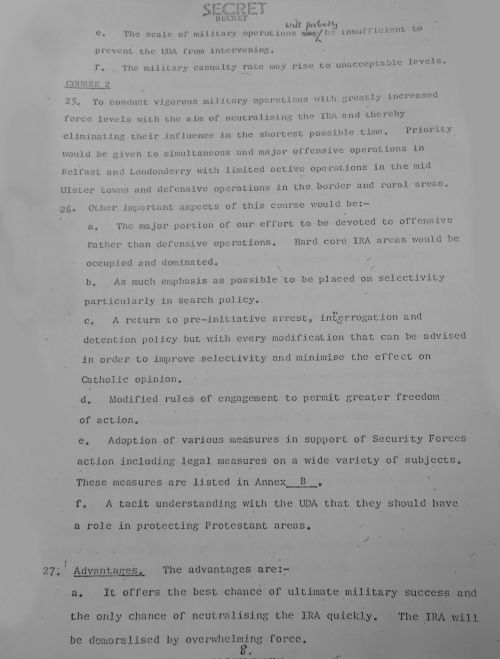 SECRET
SECRET
e. The scale of military operations may/ will probably be insufficient to
prevent the UDA from intervening.
f. The military casualty rate may rise to unacceptable levels.
COURSE 2
25. To conduct vigorous military operations with greatly increased
force levels with the aim of neutralising the IRA and thereby
eliminating their influence in the shortest possible time. Priority
would be given to simultaneous and major offensive operations in
Belfast and Londonderry with limited active operations in the mid
Ulster towns and defensive operations in the border and rural areas.
26. Other important aspects of this course would be:-
a. The major portion of our effort to be devoted to offensive
rather than defensive operations. Hard core IRA areas would be
occupied and dominated.
b. As much emphasis as possible to be placed on selectivity
particularly in search policy.
c. A return to pre-initiative arrest, interrogation and
detention policy but with every modification that can be advised
in order to improve selectivity and minimise the effect on
Catholic opinion.
d. Modified rules of engagement to permit greater freedom
of action.
e. Adoption of various measures in support of Security Forces
action including legal measures on a wide variety of subjects.
These measures are listed in Annex B .
f. A tacit understanding with the UDA that they should have
a role in protecting Protestant areas.
27. Advantages. The advantages are:-
a. It offers the best chance of ultimate military success and
the only chance of neutralising the IRA quickly. The IRA will
be demoralised by overwhelming force.
8.